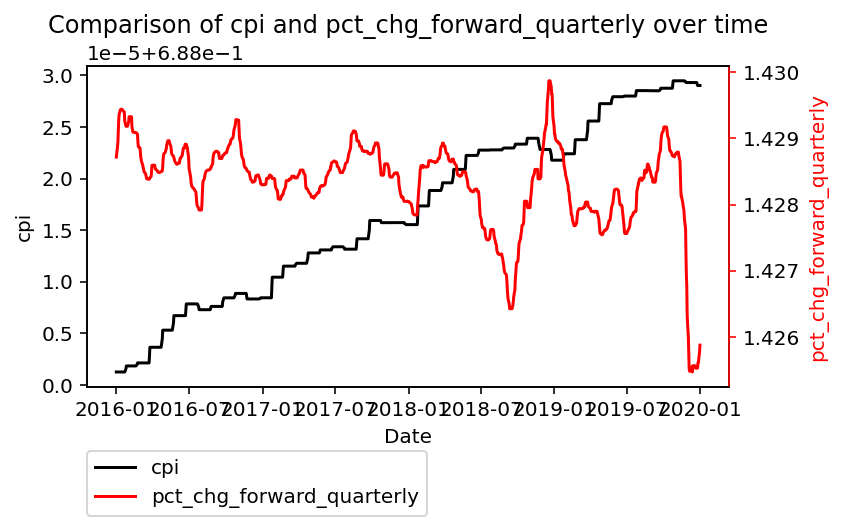 Comparison of cpi and pct_chg_forward_quarterly over time
1e−5+6.88e−1
3.0
2.5
2.0
1.5
1.0
0.5
0.0
cpi
1.430
1.429
1.428
1.427
1.426
pct_chg_forward_quarterly
2016-01 2016-07 2017-01 2017-07 2018-01 2018-07 2019-01 2019-07 2020-01
Date
cpi
pct_chg_forward_quarterly